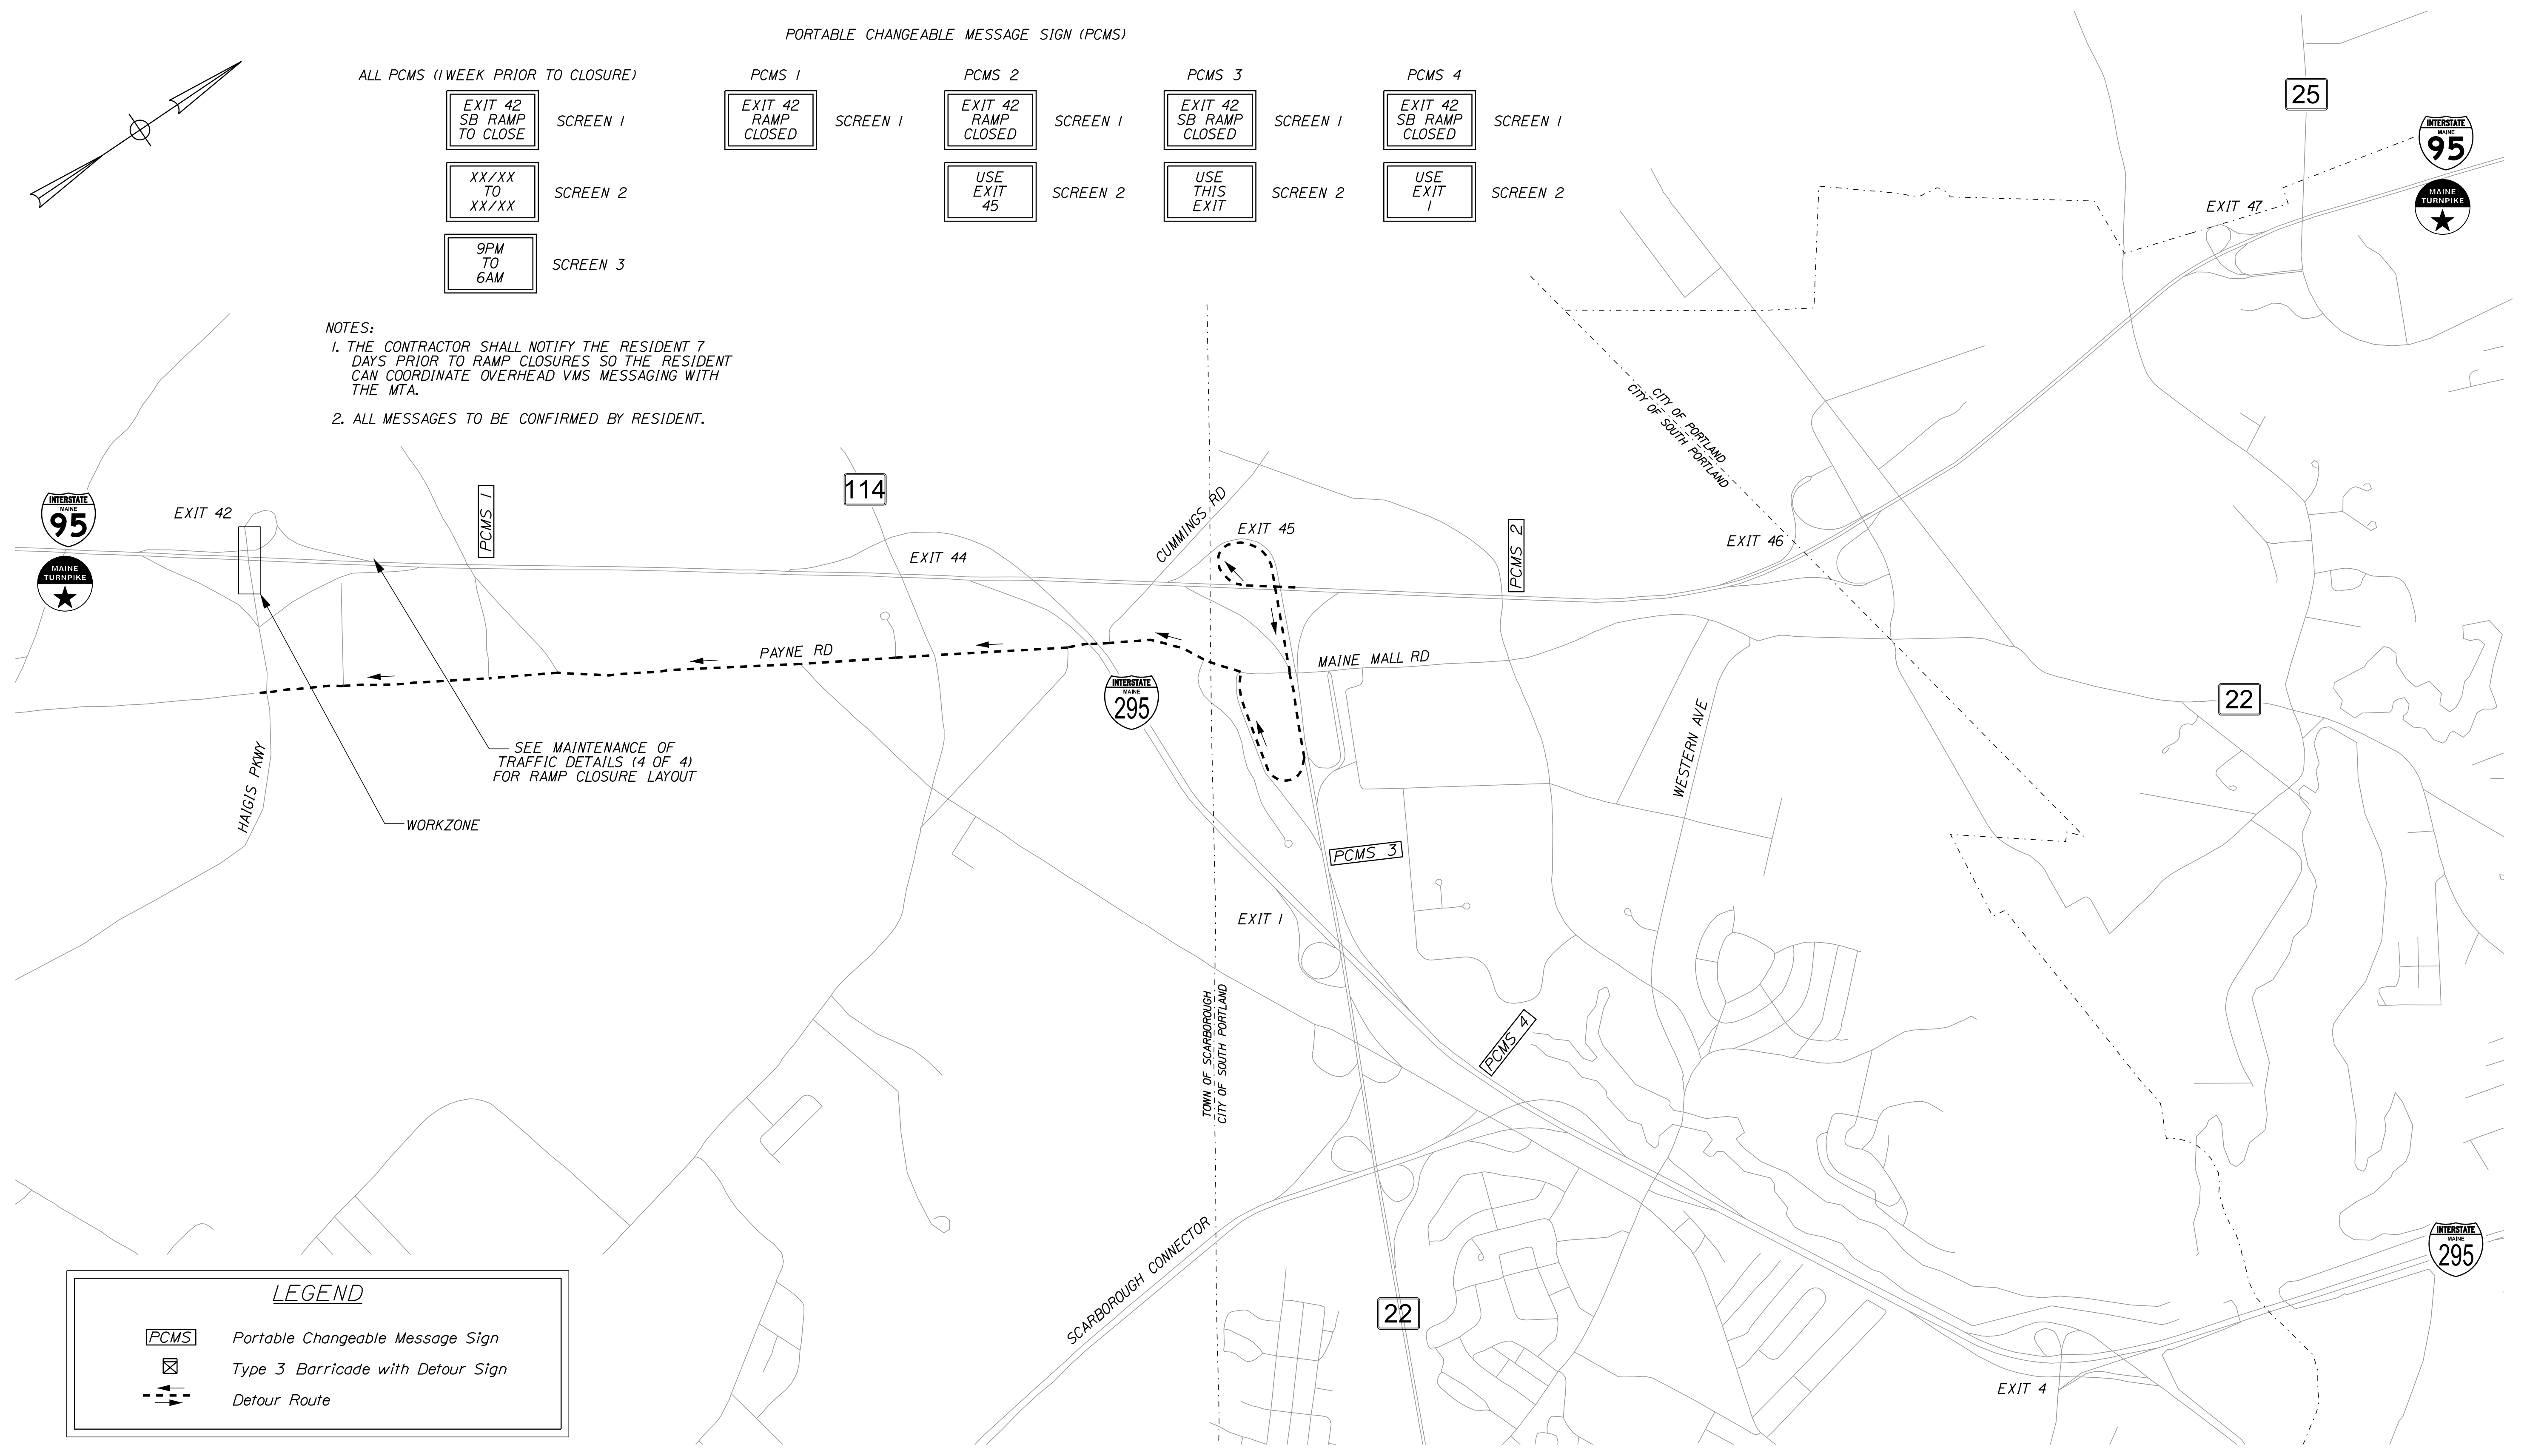 PORTABLE CHANGEABLE MESSAGE SIGN (PCMS)
ALL PCMS (1 WEEK PRIOR TO CLOSURE)
EXIT 42
SB RAMP
TO CLOSE
SCREEN 1
XX/XX
TO
XX/XX
SCREEN 2
9PM
TO
6AM
SCREEN 3
PCMS 1
EXIT 42
RAMP
CLOSED
SCREEN 1
PCMS 2
EXIT 42
RAMP
CLOSED
SCREEN 1
USE
EXIT
45
SCREEN 2
PCMS 3
EXIT 42
SB RAMP
CLOSED
SCREEN 1
USE
THIS
EXIT
SCREEN 2
PCMS 4
EXIT 42
SB RAMP
CLOSED
SCREEN 1
USE
EXIT
1
SCREEN 2
NOTES:
1. THE CONTRACTOR SHALL NOTIFY THE RESIDENT 7
DAYS PRIOR TO RAMP CLOSURES SO THE RESIDENT
CAN COORDINATE OVERHEAD VMS MESSAGING WITH
THE MTA.
2. ALL MESSAGES TO BE CONFIRMED BY RESIDENT.
25
INTERSTATE
MAINE
95
MAINE
TURNPIKE
EXIT 47
CITY OF PORTLAND
CITY OF SOUTH PORTLAND
INTERSTATE
MAINE
95
MAINE
TURNPIKE
EXIT 42
PCMS 1
114
EXIT 44
CUMMINGS RD
EXIT 45
PCMS 2
EXIT 46
PAYNE RD
MAINE MALL RD
INTERSTATE
MAINE
295
WESTERN AVE
22
HAIGIS PKWY
SEE MAINTENANCE OF
TRAFFIC DETAILS (4 OF 4)
FOR RAMP CLOSURE LAYOUT
WORKZONE
PCMS 3
EXIT 1
TOWN OF SCARBOROUGH
CITY OF SOUTH PORTLAND
PCMS 4
SCARBOROUGH CONNECTOR
22
INTERSTATE
MAINE
295
EXIT 4
LEGEND
PCMS
Portable Changeable Message Sign
Type 3 Barricade with Detour Sign
Detour Route